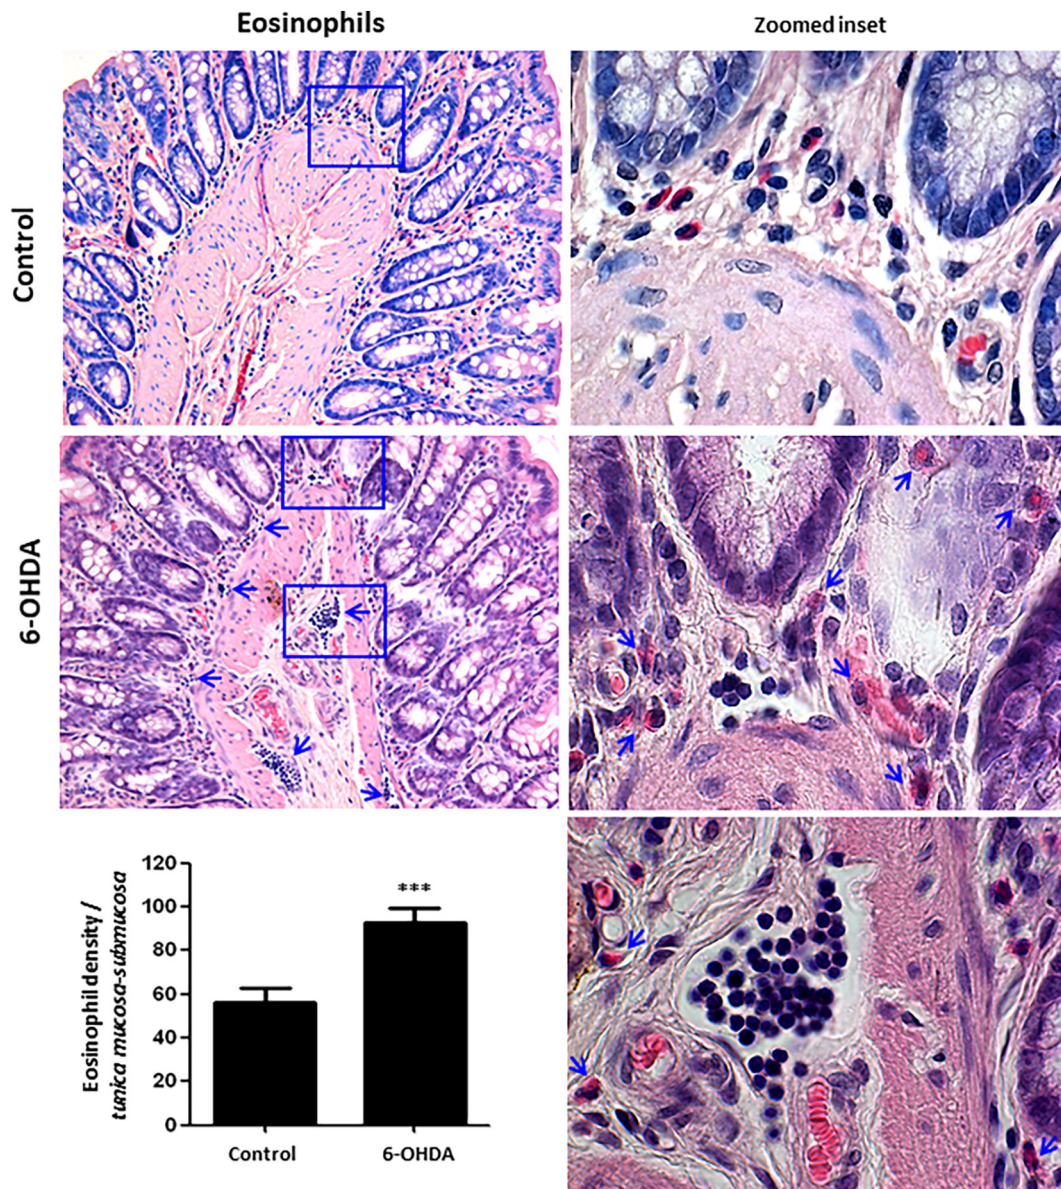 Eosinophils
Zoomed inset
Control
6-OHDA
Eosinophil density /
tunica mucosa-submucosa
120
100
80
60
40
20
0
***
Control
6-OHDA